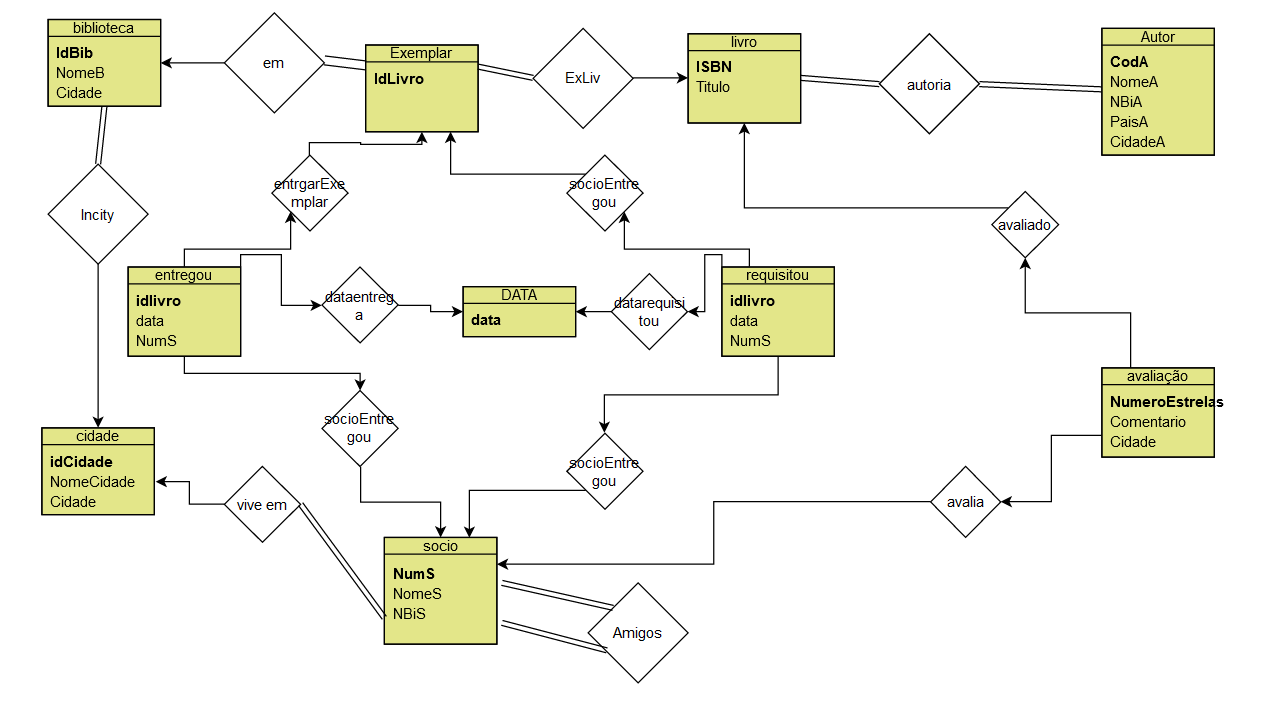 biblioteca
IdBib
NomeB
Cidade
em
Exemplar
IdLivro
ExLiv
livro
ISBN
Titulo
autoria
Autor
CodA
NomeA
NBiA
PaisA
CidadeA
Incity
entrgarExe
mplar
socioEntre
gou
avaliado
entregou
idlivro
data
NumS
dataentreg
a
DATA
data
datarequisi
tou
requisitou
idlivro
data
NumS
avaliação
NumeroEstrelas
Comentario
Cidade
cidade
idCidade
NomeCidade
Cidade
socioEntre
gou
socioEntre
gou
vive em
avalia
socio
NumS
NomeS
NBiS
Amigos